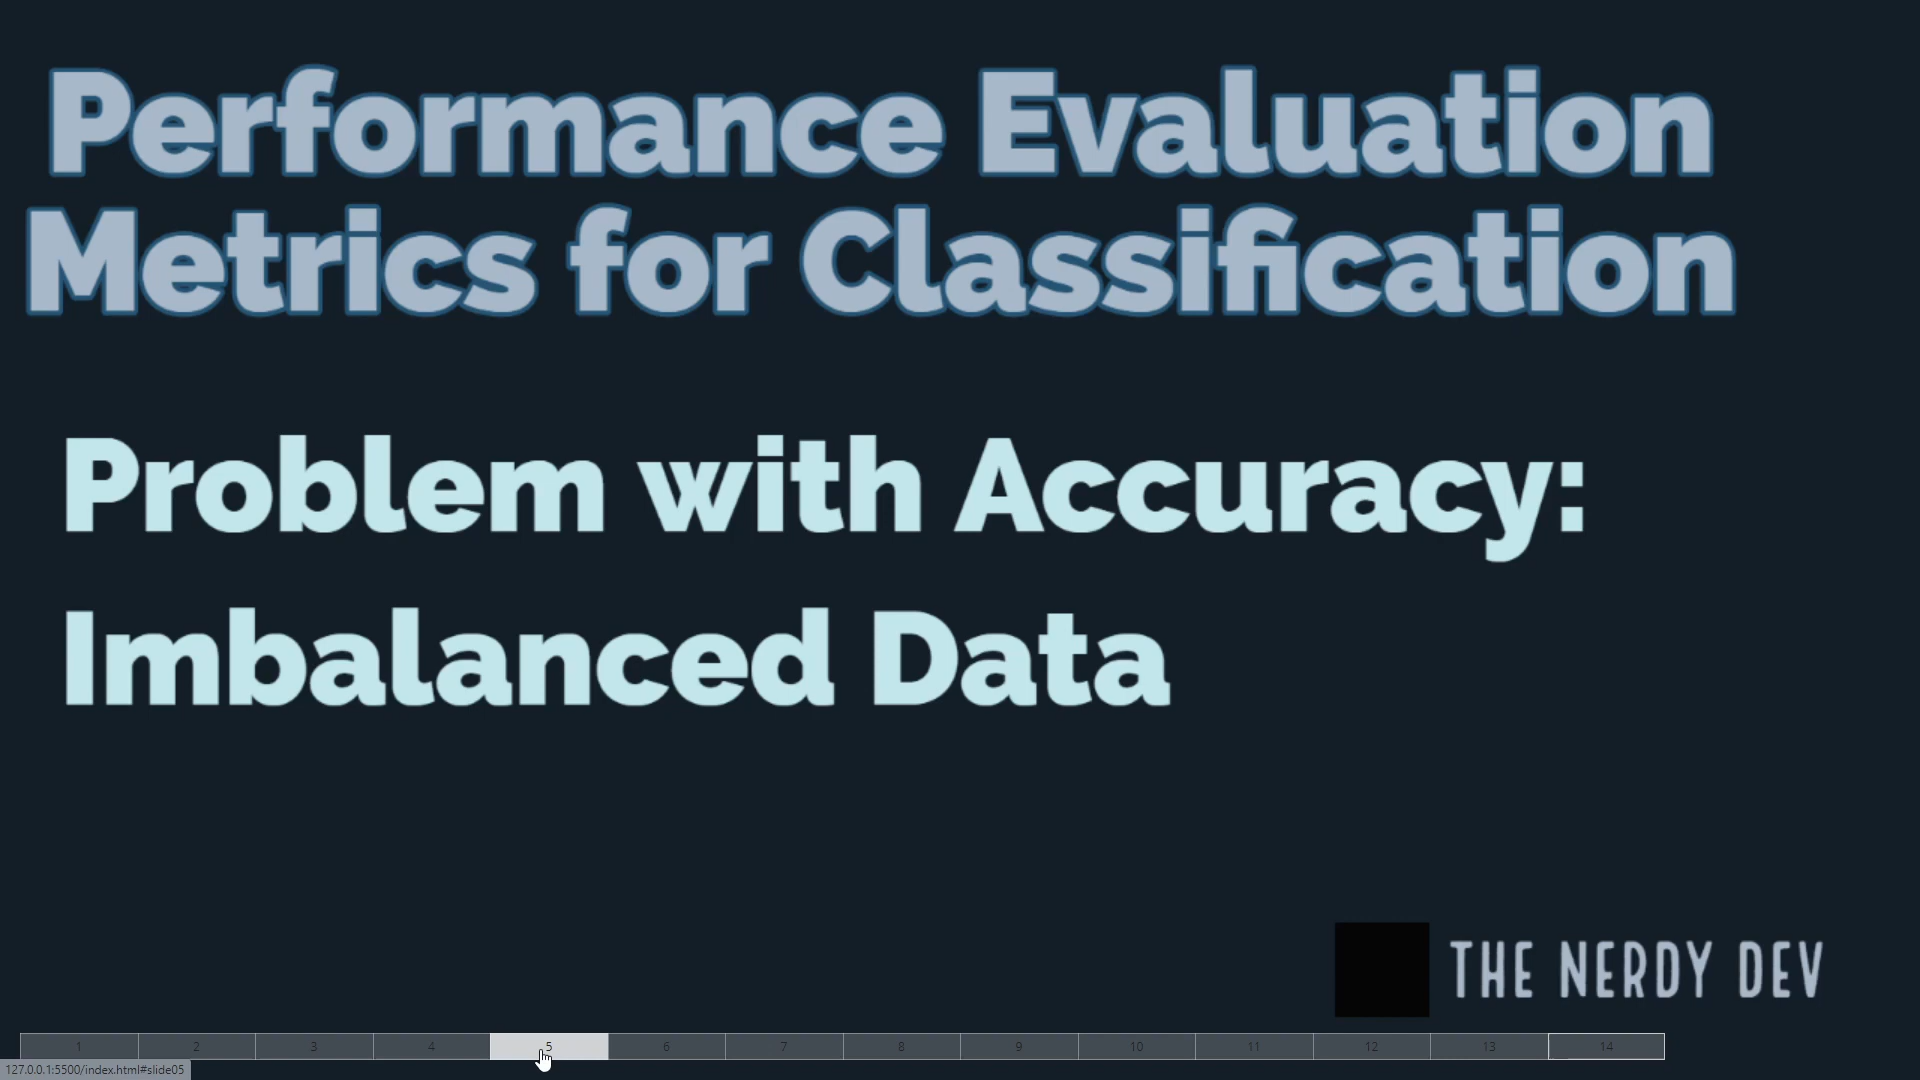 Performance Evaluation
Metrics for Classification
Problem with Accuracy:
Imbalanced Data
THE NERDY DEV
1 2 3 4 5 6 7 8 9 10 11 12 13 14
127.0.0.1:5500/index.html#slide05